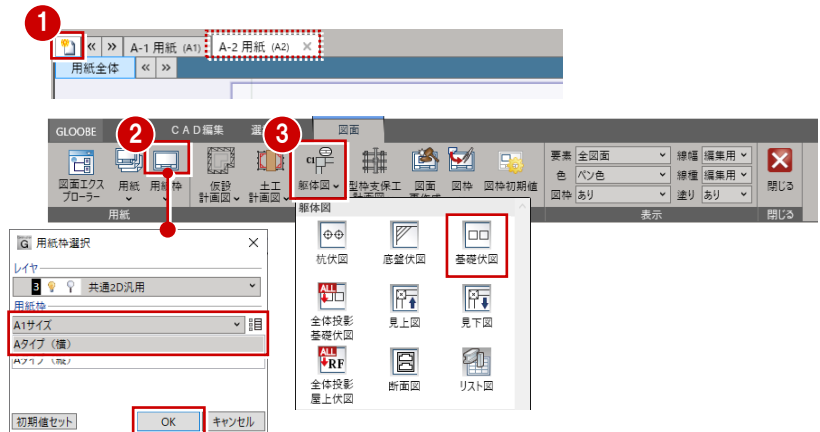 1
« » A-1 用紙 (A1) A-2 用紙 (A2) ×
用紙全体 « »
2 3
GLOOBE CAD編集 選 図面
図面エクスプローラー 用紙 用紙枠 仮設計画図 土工計画図 躯体図 型枠支保工 図面 図枠 図枠初期値
要素 全図面 線幅 編集用
色 ペン色 線種 編集用
図枠 あり 塗り あり
閉じる
用紙 表示 閉じる
躯体図
杭伏図 底盤伏図 基礎伏図
ALL
全体投影 見上図 見下図
基礎伏図
ALL
RF
全体投影 断面図 リスト図
屋上伏図
G 用紙枠選択 ×
レイヤ
3 共通2D汎用
用紙枠
A1サイズ
Aタイプ（横）
Aタイプ（縦）
初期値セット OK キャンセル